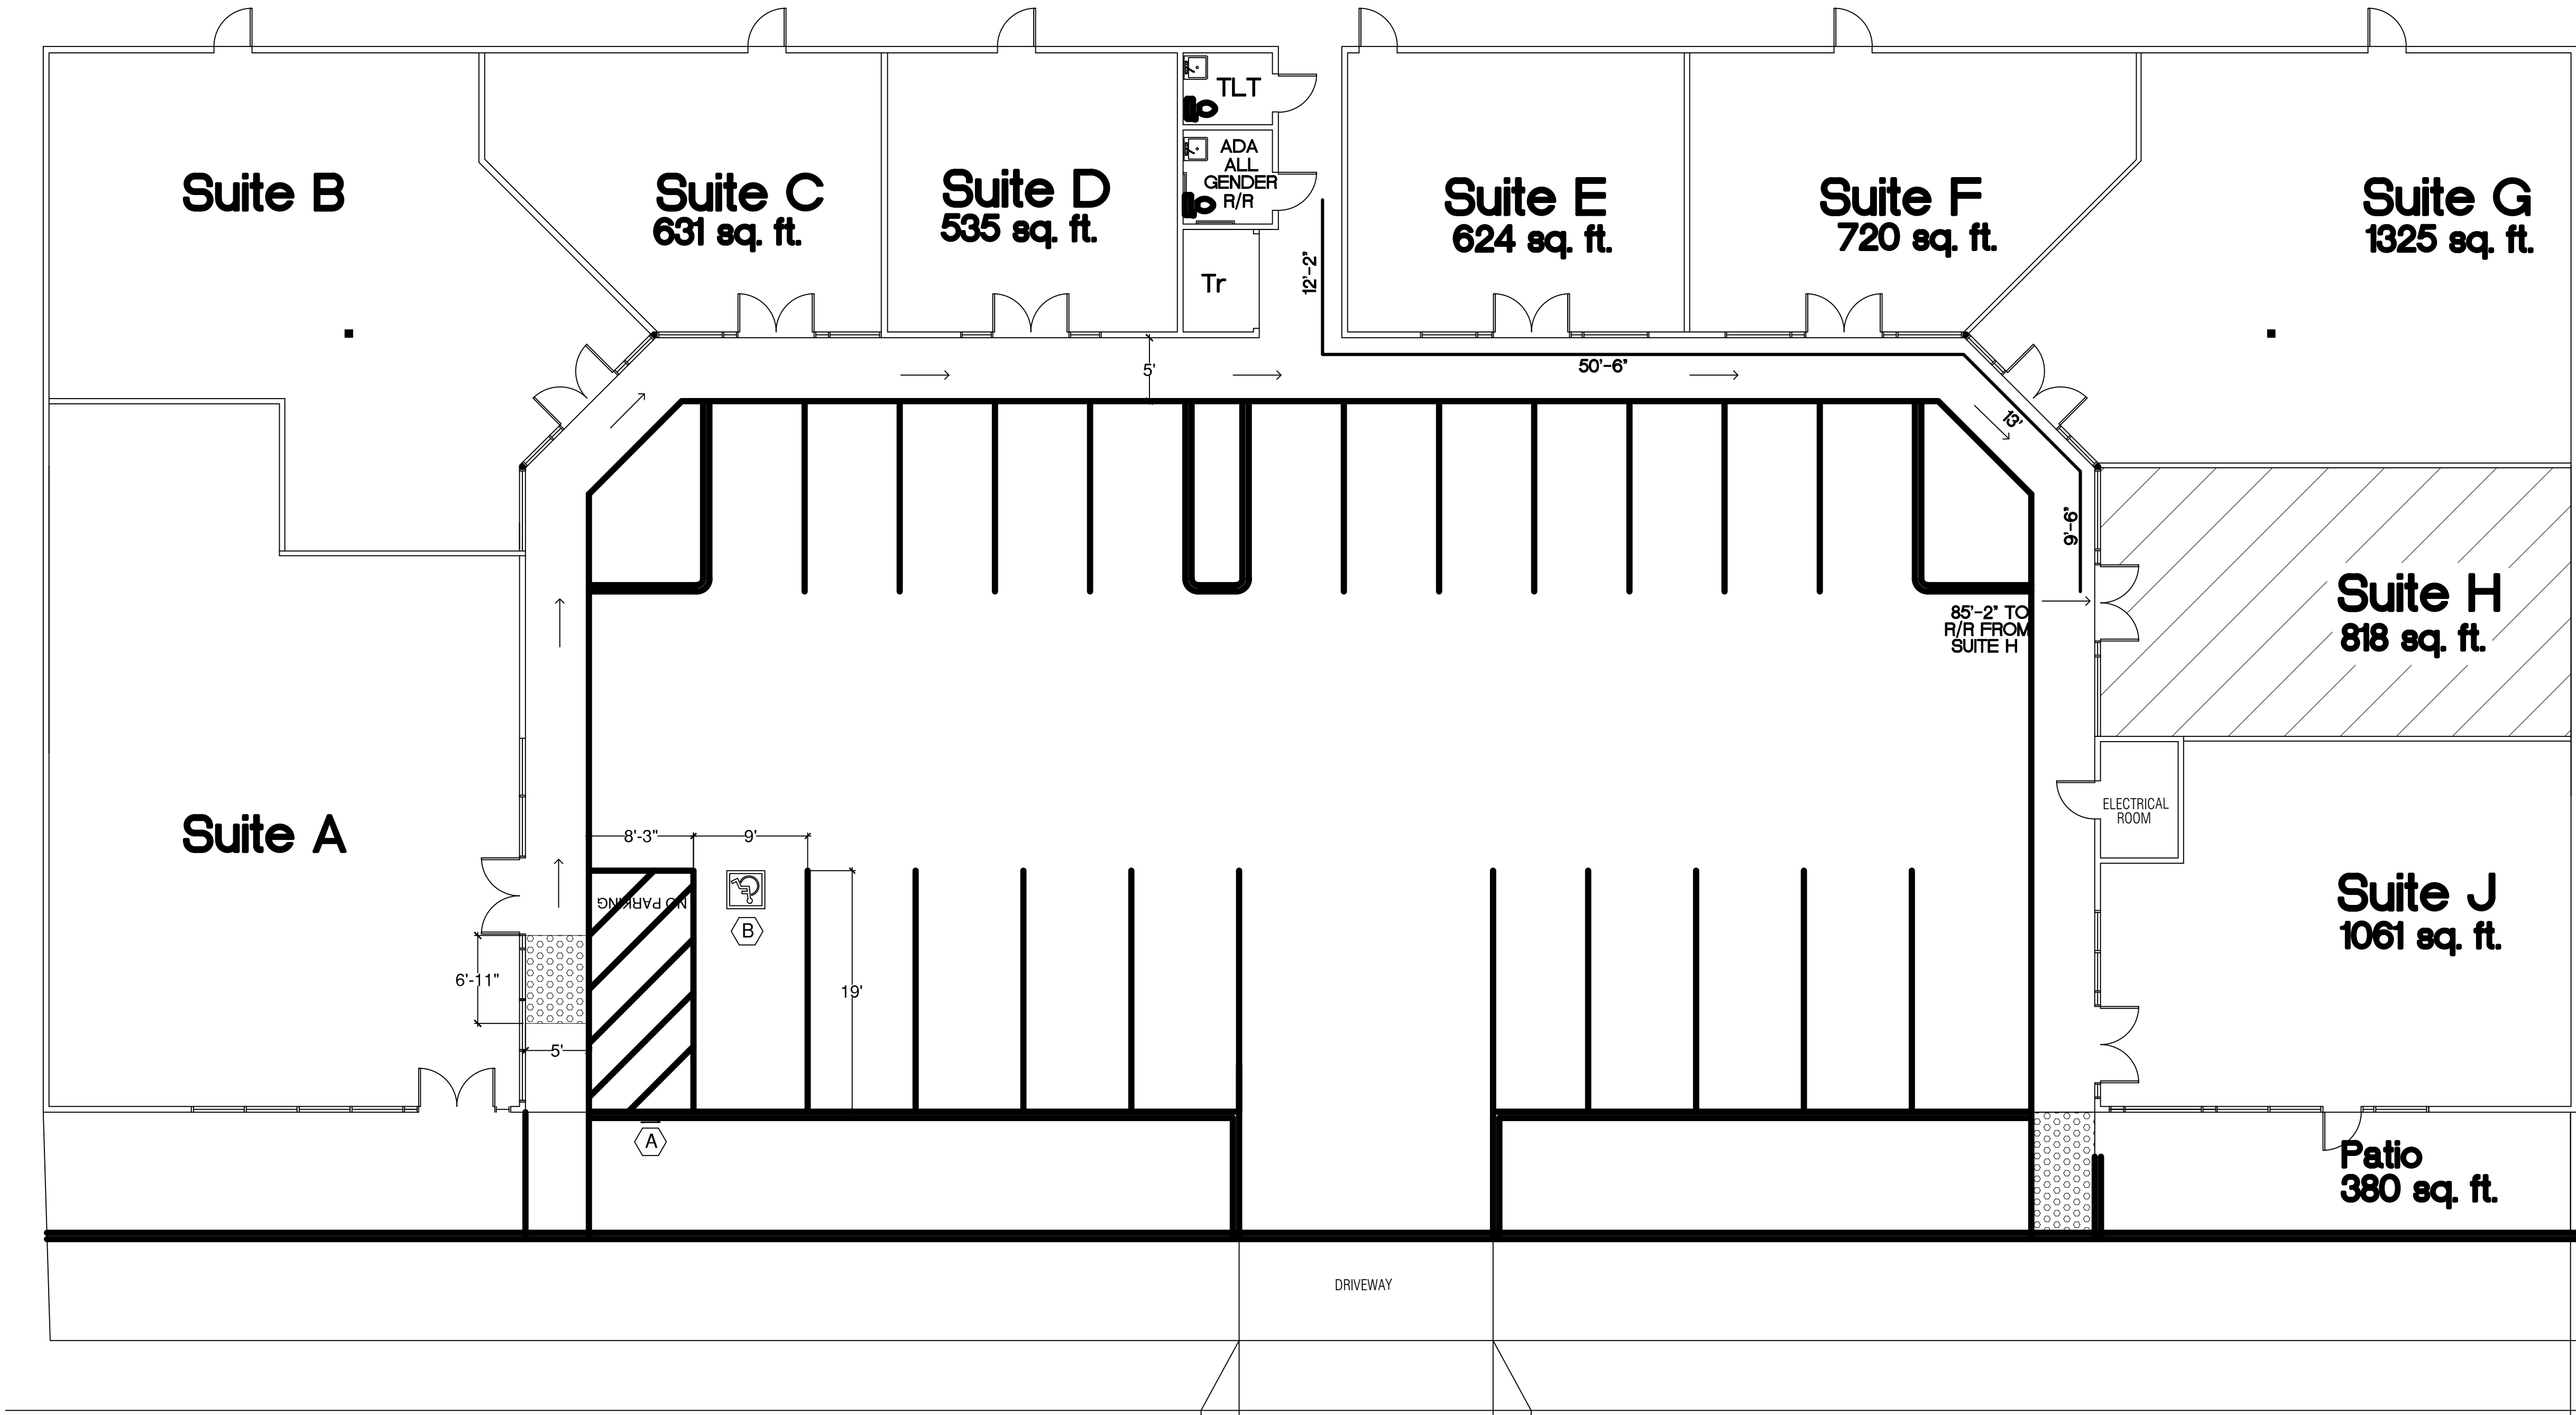 TLT
ADA
ALL
GENDER
R/R
Suite B
Suite C
631 sq. ft.
Suite D
535 sq. ft.
Suite E
624 sq. ft.
Suite F
720 sq. ft.
Suite G
1325 sq. ft.
Tr
12'-2"
5'
50'-6"
13'
9'-6"
Suite H
818 sq. ft.
85'-2" TO
R/R FROM
SUITE H
ELECTRICAL
ROOM
Suite A
8'-3"
9'
NO PARKING
B
Suite J
1061 sq. ft.
6'-11"
19'
5'
A
Patio
380 sq. ft.
DRIVEWAY